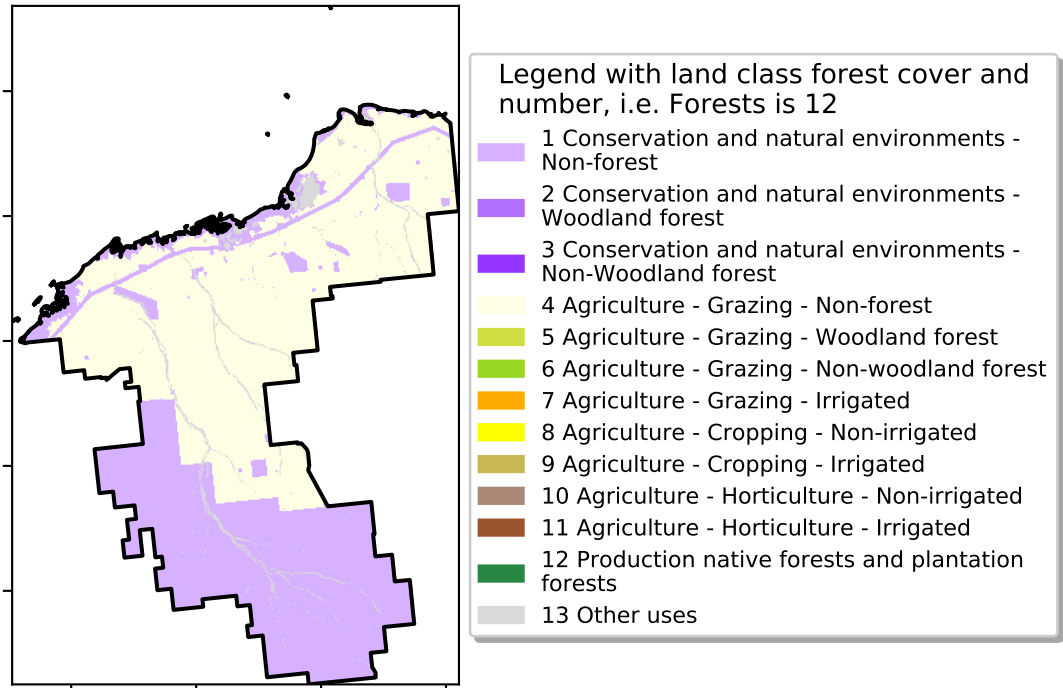 Legend with land class forest cover and
number, i.e. Forests is 12
1 Conservation and natural environments -
Non-forest
2 Conservation and natural environments -
Woodland forest
3 Conservation and natural environments -
Non-Woodland forest
4 Agriculture - Grazing - Non-forest
5 Agriculture - Grazing - Woodland forest
6 Agriculture - Grazing - Non-woodland forest
7 Agriculture - Grazing - Irrigated
8 Agriculture - Cropping - Non-irrigated
9 Agriculture - Cropping - Irrigated
10 Agriculture - Horticulture - Non-irrigated
11 Agriculture - Horticulture - Irrigated
12 Production native forests and plantation
forests
13 Other uses